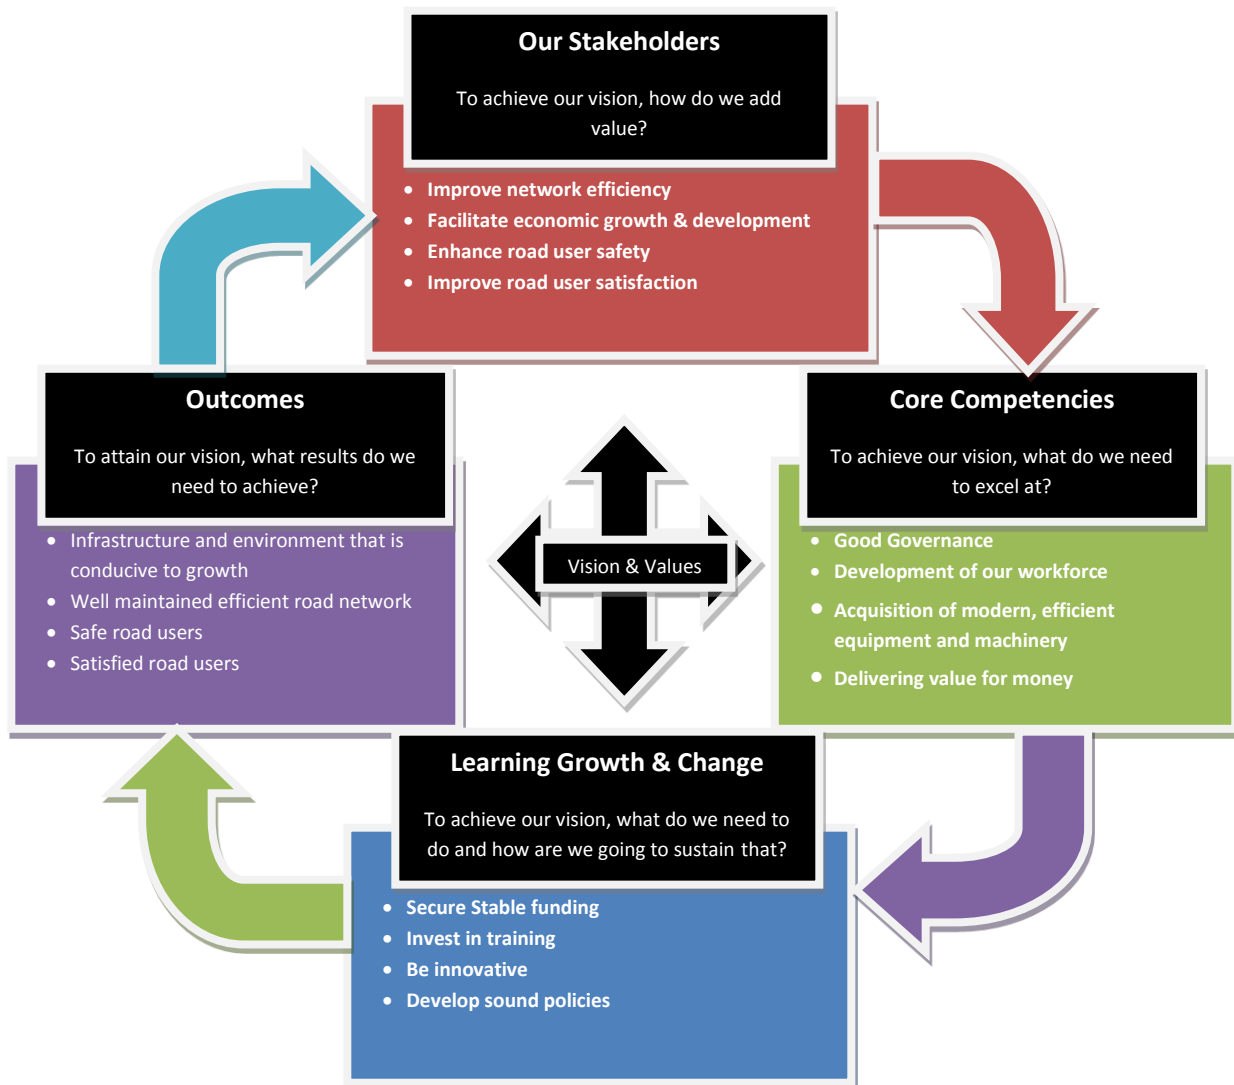 Our Stakeholders
To achieve our vision, how do we add
value?
• Improve network efficiency
• Facilitate economic growth & development
• Enhance road user safety
• Improve road user satisfaction
Outcomes
To attain our vision, what results do we
need to achieve?
• Infrastructure and environment that is
conducive to growth
• Well maintained efficient road network
• Safe road users
• Satisfied road users
Vision & Values
Core Competencies
To achieve our vision, what do we need
to excel at?
• Good Governance
• Development of our workforce
• Acquisition of modern, efficient
equipment and machinery
• Delivering value for money
Learning Growth & Change
To achieve our vision, what do we need to
do and how are we going to sustain that?
• Secure Stable funding
• Invest in training
• Be innovative
• Develop sound policies